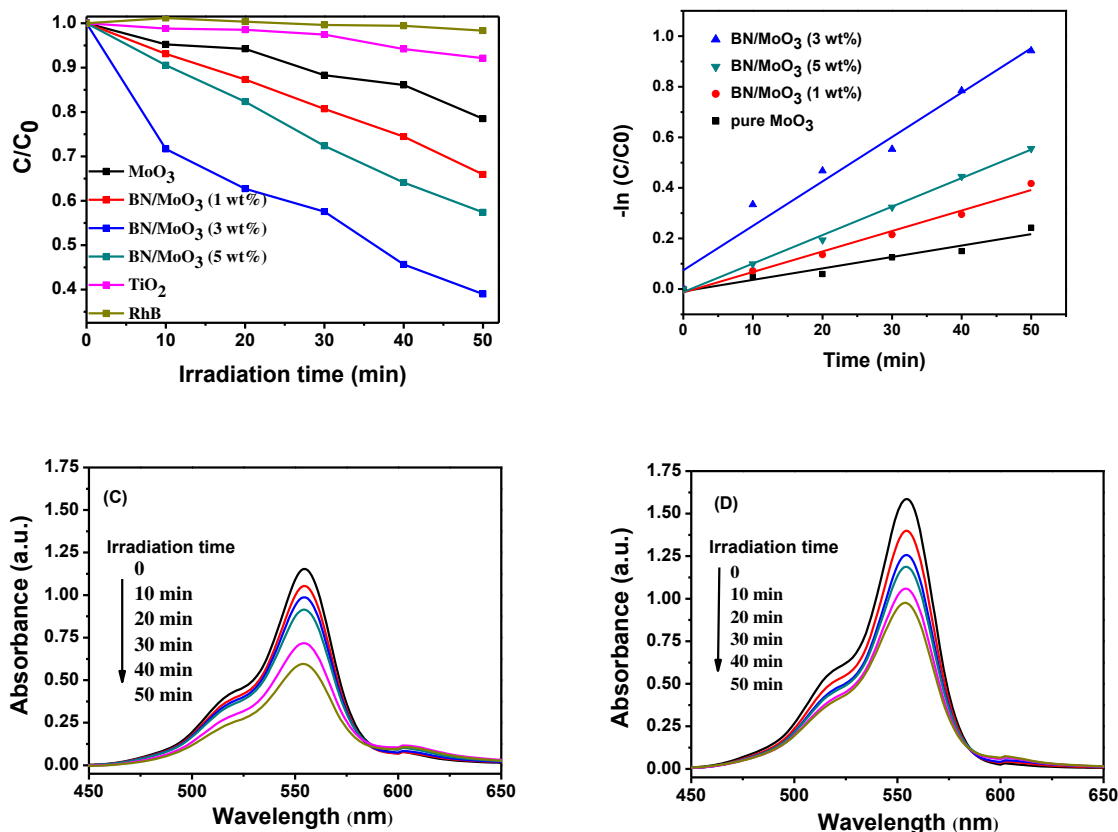 1.0
0.9
0.8
0.7
0.6
0.5
0.4
C/C0
MoO3
BN/MoO3 (1 wt%)
BN/MoO3 (3 wt%)
BN/MoO3 (5 wt%)
TiO2
RhB
0 10 20 30 40 50
Irradiation time (min)
1.0
0.8
0.6
0.4
0.2
0.0
-ln (C/C0)
BN/MoO3 (3 wt%)
BN/MoO3 (5 wt%)
BN/MoO3 (1 wt%)
pure MoO3
0 10 20 30 40 50
Time (min)
1.75
1.50
1.25
1.00
0.75
0.50
0.25
0.00
Absorbance (a.u.)
(C)
Irradiation time
0
10 min
20 min
30 min
40 min
50 min
450 500 550 600 650
Wavelength (nm)
1.75
1.50
1.25
1.00
0.75
0.50
0.25
0.00
Absorbance (a.u.)
(D)
Irradiation time
0
10 min
20 min
30 min
40 min
50 min
450 500 550 600 650
Wavelength (nm)